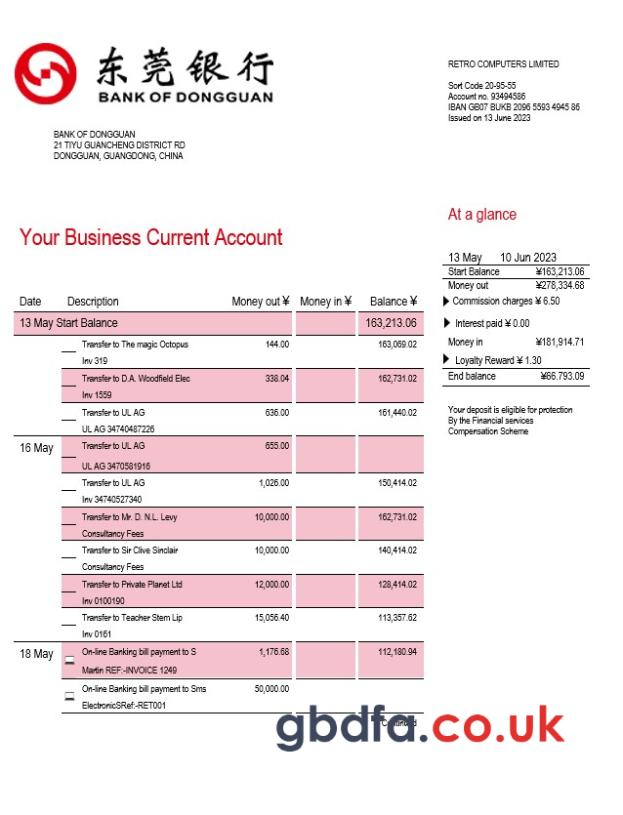 东莞银行
BANK OF DONGGUAN
RETRO COMPUTERS LIMITED
Sort Code 20-95-55
Account no. 93494586
IBAN GB07 BUKB 2096 5593 4945 86
Issued on 13 June 2023
BANK OF DONGGUAN
21 TIYU GUANCHENG DISTRICT RD
DONGGUAN, GUANGDONG, CHINA
At a glance
Your Business Current Account
13 May 10 Jun 2023
Start Balance ¥163,213.06
Money out ¥278,334.68
Commission charges ¥ 6.50
Interest paid ¥ 0.00
Money in ¥181,914.71
Loyalty Reward ¥ 1.30
End balance ¥66.793.09
Your deposit is eligible for protection
By the Financial services
Compensation Scheme
Date Description Money out ¥ Money in ¥ Balance ¥
13 May Start Balance 163,213.06
Transfer to The magic Octopus 144.00 163,069.02
Inv 319
Transfer to D.A. Woodfield Elec 338.04 162,731.02
Inv 1559
Transfer to UL AG 636.00 161,440.02
UL AG 34740487226
16 May Transfer to UL AG 655.00
UL AG 3470581916
Transfer to UL AG 1,026.00 150,414.02
Inv 34740527340
Transfer to Mr. D. N.L. Levy 10,000.00 162,731.02
Consultancy Fees
Transfer to Sir Clive Sinclair 10,000.00 140,414.02
Consultancy Fees
Transfer to Private Planet Ltd 12,000.00 128,414.02
Inv 0100190
Transfer to Teacher Stem Lip 15,056.40 113,357.62
Inv 0161
18 May On-line Banking bill payment to S 1,176.68 112,180.94
Martin REF:-INVOICE 1249
On-line Banking bill payment to Sms 50,000.00
ElectronicSRef:-RET001
Continued
gbdfa.co.uk